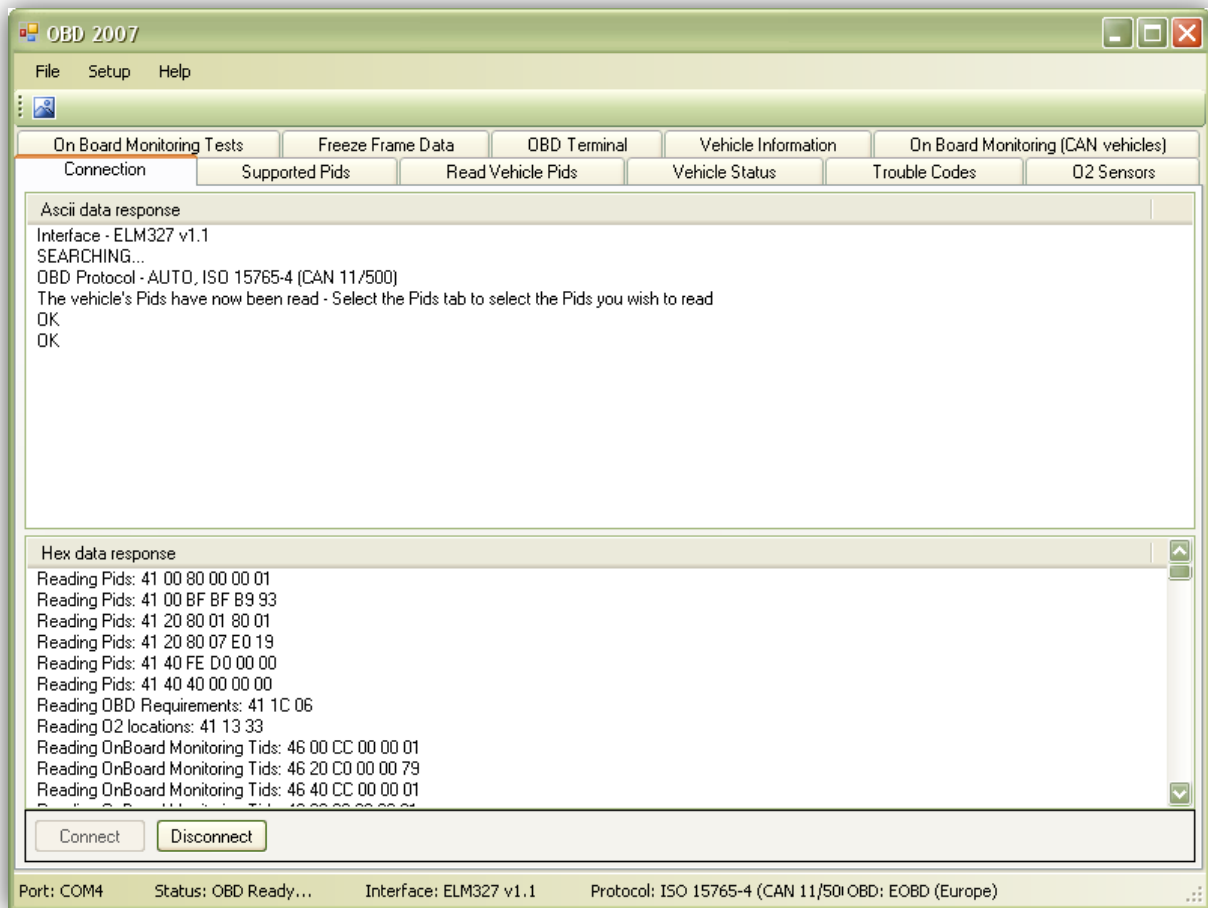 OBD 2007
File Setup Help
On Board Monitoring Tests Freeze Frame Data OBD Terminal Vehicle Information On Board Monitoring (CAN vehicles)
Connection Supported Pids Read Vehicle Pids Vehicle Status Trouble Codes O2 Sensors
Ascii data response
Interface - ELM327 v1.1
SEARCHING...
OBD Protocol - AUTO, ISO 15765-4 (CAN 11/500)
The vehicle's Pids have now been read - Select the Pids tab to select the Pids you wish to read
OK
OK
Hex data response
Reading Pids: 41 00 80 00 00 01
Reading Pids: 41 00 BF BF B9 93
Reading Pids: 41 20 80 01 80 01
Reading Pids: 41 20 80 07 E0 19
Reading Pids: 41 40 FE D0 00 00
Reading Pids: 41 40 40 00 00 00
Reading OBD Requirements: 41 1C 06
Reading O2 locations: 41 13 33
Reading OnBoard Monitoring Tids: 46 00 CC 00 00 01
Reading OnBoard Monitoring Tids: 46 20 C0 00 00 79
Reading OnBoard Monitoring Tids: 46 40 CC 00 00 01
Connect Disconnect
Port: COM4 Status: OBD Ready... Interface: ELM327 v1.1 Protocol: ISO 15765-4 (CAN 11/50 OBD: EOBD (Europe)